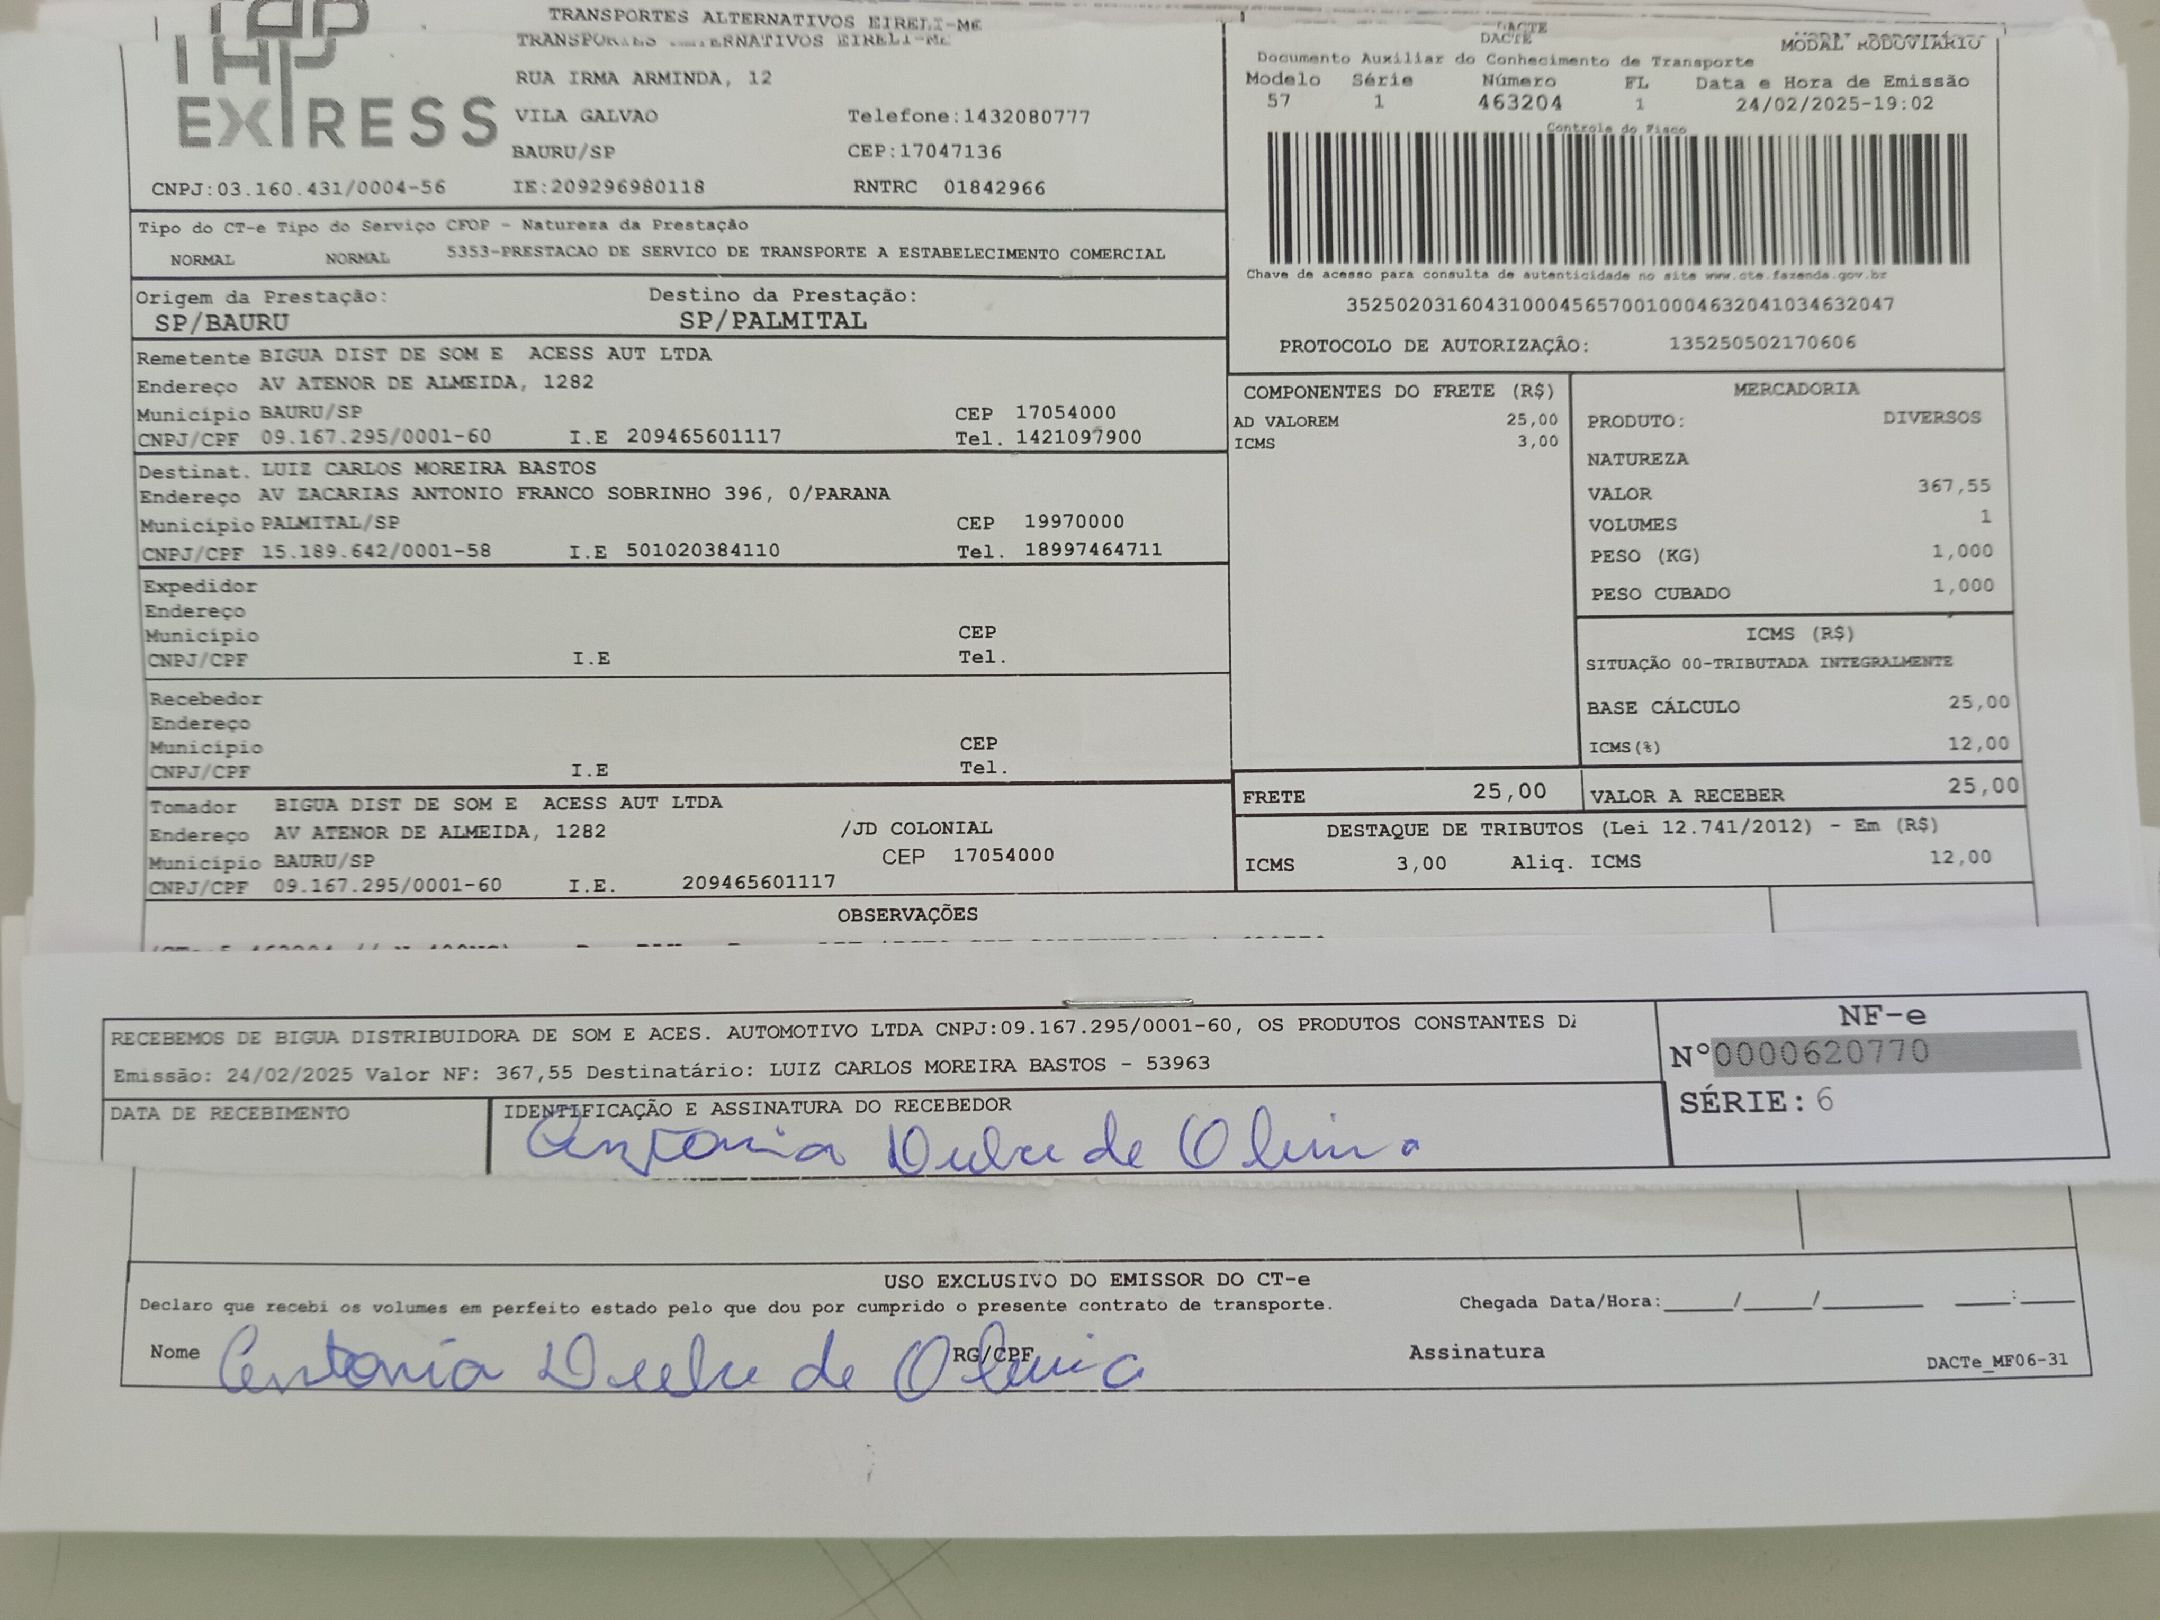 TRANSPORTES ALTERNATIVOS EIRELI-ME
EIRELI-ME
EXPRESS
RUA IRMA ARMINDA, 12
VILA GALVAO Telefone:1432080777
BAURU/SP CEP:17047136
CNPJ:03.160.431/0004-56 IE:209296980118 RNTRC 01842966
DACTE
DACTE MODAL RODOVIÁRIO
Documento Auxiliar do Conhecimento de Transporte
Modelo Série Número FL Data e Hora de Emissão
57 1 463204 1 24/02/2025-19:02
Controle do Fisco
Chave de acesso para consulta de autenticidade no site www.cte.fazenda.gov.br
35250203160431000456570010004632041034632047
PROTOCOLO DE AUTORIZAÇÃO: 135250502170606
Tipo do CT-e Tipo do Serviço CFOP - Natureza da Prestação
NORMAL NORMAL 5353-PRESTACAO DE SERVICO DE TRANSPORTE A ESTABELECIMENTO COMERCIAL
Origem da Prestação: Destino da Prestação:
SP/BAURU SP/PALMITAL
Remetente BIGUA DIST DE SOM E ACESS AUT LTDA
Endereço AV ATENOR DE ALMEIDA, 1282
Município BAURU/SP CEP 17054000
CNPJ/CPF 09.167.295/0001-60 I.E 209465601117 Tel. 1421097900
Destinat. LUIZ CARLOS MOREIRA BASTOS
Endereço AV ZACARIAS ANTONIO FRANCO SOBRINHO 396, 0/PARANA
Município PALMITAL/SP CEP 19970000
CNPJ/CPF 15.189.642/0001-58 I.E 501020384110 Tel. 18997464711
Expedidor
Endereço
Município CEP
CNPJ/CPF I.E Tel.
Recebedor
Endereço
Município CEP
CNPJ/CPF I.E Tel.
Tomador BIGUA DIST DE SOM E ACESS AUT LTDA
Endereço AV ATENOR DE ALMEIDA, 1282 /JD COLONIAL
Município BAURU/SP CEP 17054000
CNPJ/CPF 09.167.295/0001-60 I.E. 209465601117
COMPONENTES DO FRETE (R$)
AD VALOREM 25,00
ICMS 3,00
MERCADORIA
PRODUTO: DIVERSOS
NATUREZA
VALOR 367,55
VOLUMES 1
PESO (KG) 1,000
PESO CUBADO 1,000
ICMS (R$)
SITUAÇÃO 00-TRIBUTADA INTEGRALMENTE
BASE CÁLCULO 25,00
ICMS(%) 12,00
FRETE 25,00 VALOR A RECEBER 25,00
DESTAQUE DE TRIBUTOS (Lei 12.741/2012) - Em (R$)
ICMS 3,00 Aliq. ICMS 12,00
OBSERVAÇÕES
RECEBEMOS DE BIGUA DISTRIBUIDORA DE SOM E ACES. AUTOMOTIVO LTDA CNPJ:09.167.295/0001-60, OS PRODUTOS CONSTANTES
Emissão: 24/02/2025 Valor NF: 367,55 Destinatário: LUIZ CARLOS MOREIRA BASTOS - 53963
NF-e
Nº0000620770
SÉRIE: 6
DATA DE RECEBIMENTO IDENTIFICAÇÃO E ASSINATURA DO RECEBEDOR
Antonia Dulce de Oliveira
USO EXCLUSIVO DO EMISSOR DO CT-e
Declaro que recebi os volumes em perfeito estado pelo que dou por cumprido o presente contrato de transporte. Chegada Data/Hora:_____/_____/_______ ____:____
Nome Antonia Dulce de Oliveira RG/CPF Assinatura
DACTe_MF06-31